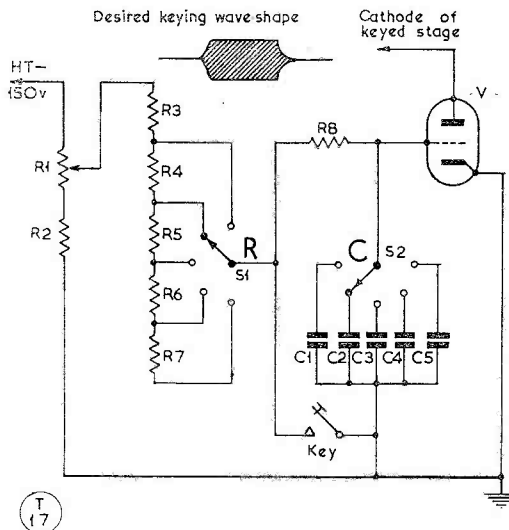 Desired keying wave shape
Cathode of
keyed stage
HT-
150v
R3
V
R8
R1
R4
R2
R5
R
S1
C
S2
R6
R7
C1
C2
C3
C4
C5
Key
T
17